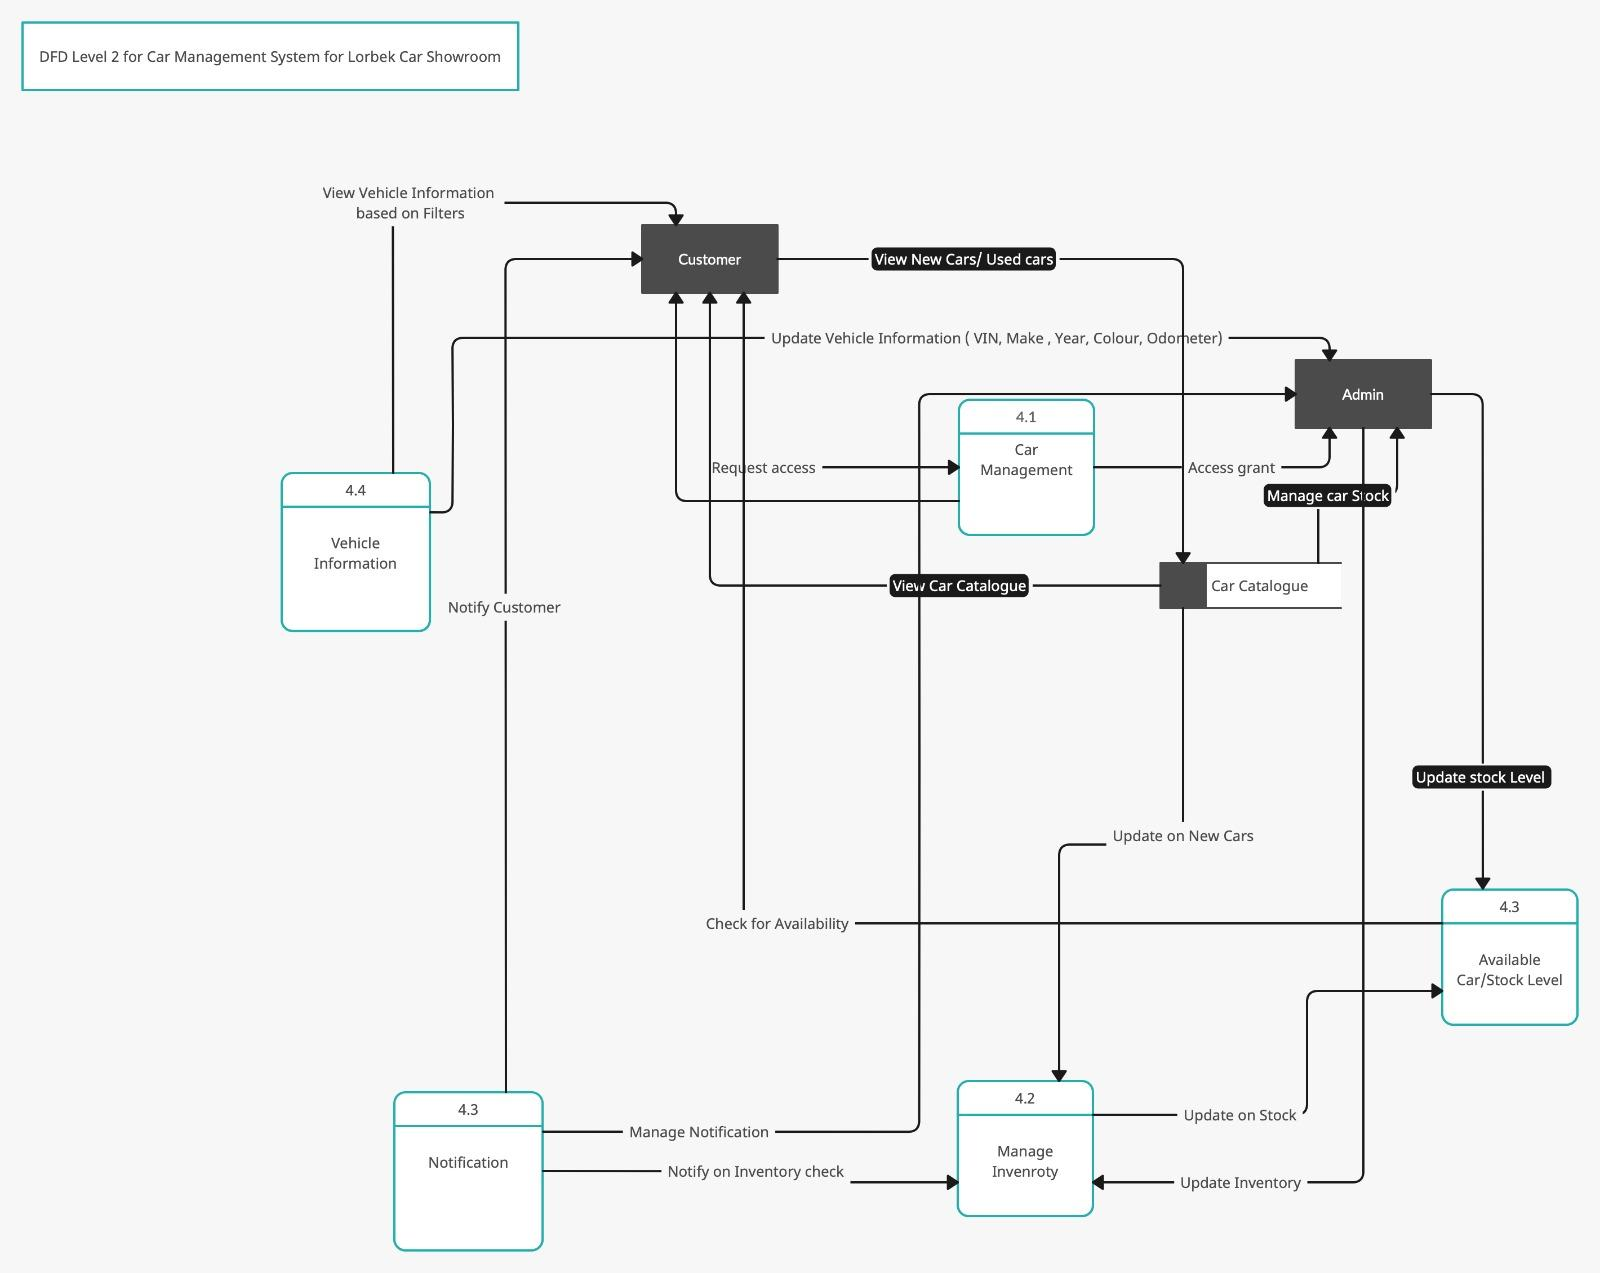 DFD Level 2 for Car Management System for Lorbek Car Showroom
View Vehicle Information
based on Filters
Customer
View New Cars/ Used cars
Update Vehicle Information ( VIN, Make , Year, Colour, Odometer)
Admin
4.1
Car
Management
Request access
Access grant
Manage car Stock
4.4
Vehicle
Information
View Car Catalogue
Car Catalogue
Notify Customer
Update stock Level
Update on New Cars
4.3
Available
Car/Stock Level
Check for Availability
4.3
Notification
4.2
Manage
Invenroty
Update on Stock
Manage Notification
Notify on Inventory check
Update Inventory